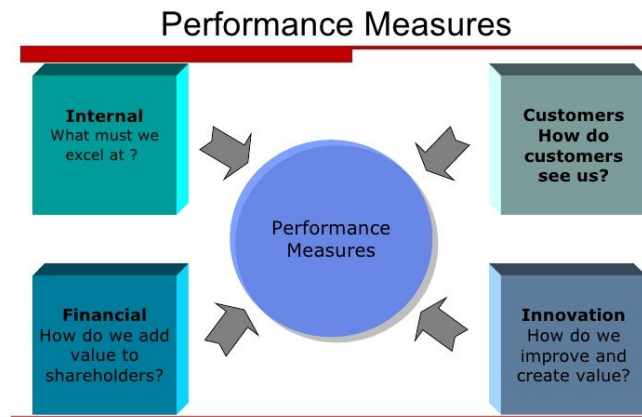 Performance Measures
Internal
What must we
excel at ?
Customers
How do
customers
see us?
Performance
Measures
Financial
How do we add
value to
shareholders?
Innovation
How do we
improve and
create value?